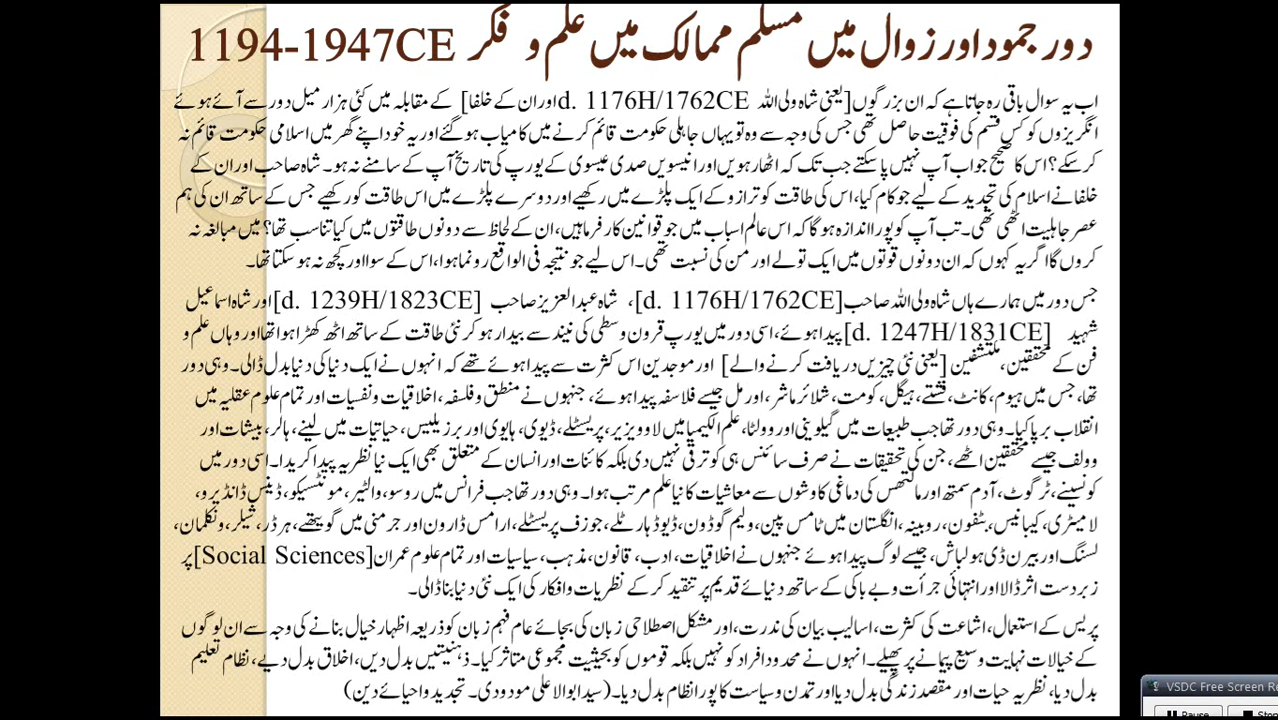 دور جمود اور زوال میں مسلم ممالک میں علم و فکر 1194-1947CE
اب یہ سوال باقی رہ جاتا ہے کہ ان بزرگوں [یعنی شاہ ولی اللہ d. 1176H/1762CE اور ان کے خلفا] کے مقابلہ میں کئی ہزار میل دور سے آئے ہوئے
انگریزوں کو کس قسم کی فوقیت حاصل تھی جس کی وجہ سے وہ تو یہاں جاہلی حکومت قائم کرنے میں کامیاب ہو گئے اور یہ خود اپنے گھر میں اسلامی حکومت قائم نہ
کر سکے؟ اس کا صحیح جواب آپ نہیں پا سکتے جب تک کہ اٹھارہویں اور انیسویں صدی عیسوی کے یورپ کی تاریخ آپ کے سامنے نہ ہو۔ شاہ صاحب اور ان کے
خلفا نے اسلام کی تجدید کے لیے جو کام کیا، اس کی طاقت کو ترازو کے ایک پلڑے میں رکھیے اور دوسرے پلڑے میں اس طاقت کو رکھیے جس کے ساتھ ان کی ہم
عصر جاہلیت اٹھی تھی۔ تب آپ کو پورا اندازہ ہو گا کہ اس عالم اسباب میں جو قوانین کار فرما ہیں، ان کے لحاظ سے دونوں طاقتوں میں کیا تناسب تھا؟ میں مبالغہ نہ
کروں گا اگر یہ کہوں کہ ان دونوں قوتوں میں ایک تولے اور من کی نسبت تھی۔ اس لیے جو نتیجہ فی الواقع رونما ہوا، اس کے سوا اور کچھ نہ ہو سکتا تھا۔
جس دور میں ہمارے ہاں شاہ ولی اللہ صاحب [d. 1176H/1762CE]، شاہ عبدالعزیز صاحب [d. 1239H/1823CE] اور شاہ اسماعیل
شہید [d. 1247H/1831CE] پیدا ہوئے، اسی دور میں یورپ قرون وسطی کی نیند سے بیدار ہو کر نئی طاقت کے ساتھ اٹھ کھڑا ہوا تھا اور وہاں علم و
فن کے محققین، مکتشفین [یعنی نئی چیزیں دریافت کرنے والے] اور موجدین اس کثرت سے پیدا ہوئے تھے کہ انہوں نے ایک دنیا کی دنیا بدل ڈالی۔ وہی دور
تھا، جس میں ہیوم، کانٹ، فشٹے، ہیگل، کومت، شلائر ماشر، اور مل جیسے فلاسفہ پیدا ہوئے، جنہوں نے منطق و فلسفہ، اخلاقیات و نفسیات اور تمام علوم عقلیہ میں
انقلاب برپا کیا۔ وہی دور تھا جب طبیعات میں گیلوینی اور وولٹا، علم الکیمیا میں لاوویزیر، پریسٹلے، ڈیوی، ہایوی اور برزیلیس، حیاتیات میں لینے، ہالر، بیشات اور
وولف جیسے محققین اٹھے، جن کی تحقیقات نے صرف سائنس ہی کو ترقی نہیں دی بلکہ کائنات اور انسان کے متعلق بھی ایک نیا نظریہ پیدا کر دیا۔ اسی دور میں
کونسینے، ٹرگوٹ، آدم سمتھ اور مالتھس کی دماغی کاوشوں سے معاشیات کا نیا علم مرتب ہوا۔ وہی دور تھا جب فرانس میں روسو، والٹیر، مونٹسیکو، ڈینس ڈائڈیرو،
لامیٹری، کیبانیس، بفون، روبینہ، انگلستان میں ٹامس پین، ولیم گوڈون، ڈیوڈ ہارٹلے، جوزف پریسٹلے، ارامس ڈارون اور جرمنی میں گویٹھے، ہرڈر، شیلر، ونکلمان،
لسنگ اور بیرن ڈی ہولباش، جیسے لوگ پیدا ہوئے جنہوں نے اخلاقیات، ادب، قانون، مذہب، سیاسیات اور تمام علوم عمران [Social Sciences] پر
زبردست اثر ڈالا اور انتہائی جرأت و بے باکی کے ساتھ دنیائے قدیم پر تنقید کر کے نظریات و افکار کی ایک نئی دنیا بنا ڈالی۔
پریس کے استعمال، اشاعت کی کثرت، اسالیب بیان کی ندرت، اور مشکل اصطلاحی زبان کی بجائے عام فہم زبان کو ذریعہ اظہار خیال بنانے کی وجہ سے ان لوگوں
کے خیالات نہایت وسیع پیمانے پر پھیلے۔ انہوں نے محدود افراد کو نہیں بلکہ قوموں کو بحیثیت مجموعی متاثر کیا۔ ذہنیتیں بدل دیں، اخلاق بدل دیے، نظام تعلیم
بدل دیا، نظریہ حیات اور مقصد زندگی بدل دیا اور تمدن و سیاست کا پورا نظام بدل دیا۔ (سید ابوالاعلی مودودی۔ تجدید و احیائے دین)
VSDC Free Screen Re
Pause